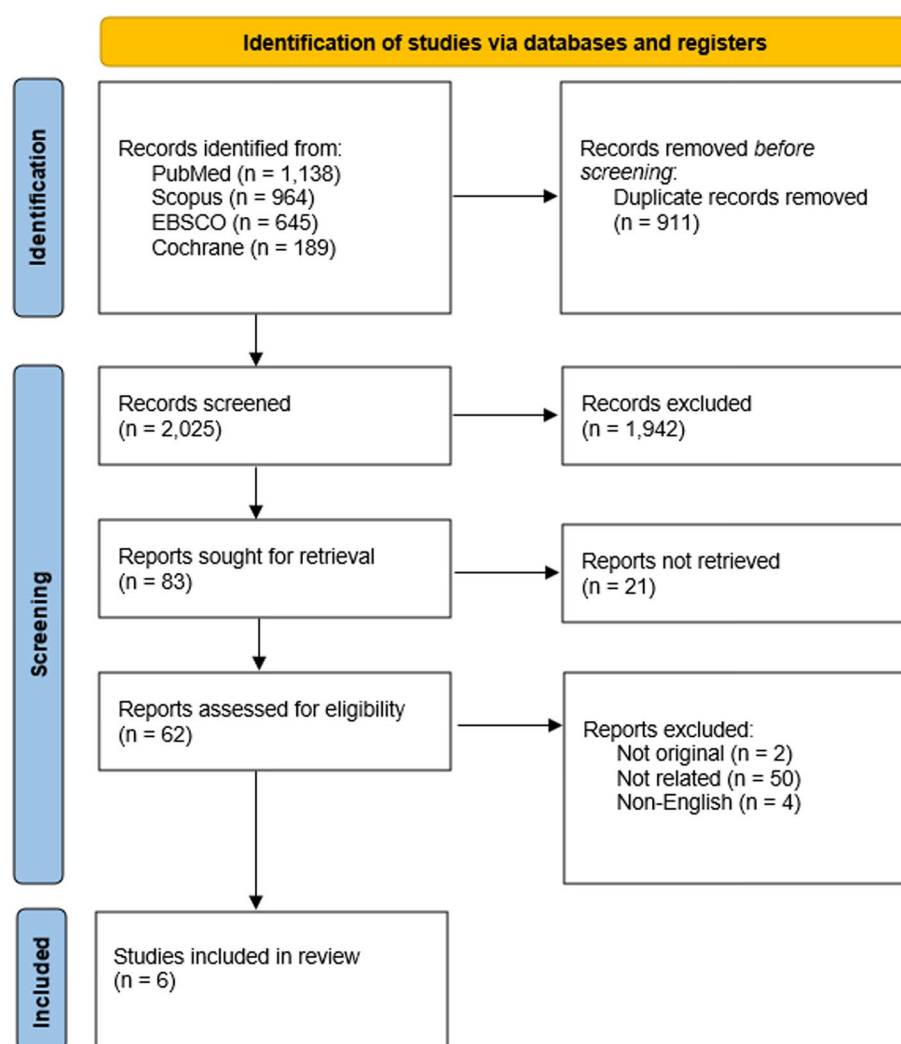 Identification of studies via databases and registers
Identification
Records identified from:
PubMed (n = 1,138)
Scopus (n = 964)
EBSCO (n = 645)
Cochrane (n = 189)
Records removed before
screening:
Duplicate records removed
(n = 911)
Screening
Records screened
(n = 2,025)
Records excluded
(n = 1,942)
Reports sought for retrieval
(n = 83)
Reports not retrieved
(n = 21)
Reports assessed for eligibility
(n = 62)
Reports excluded:
Not original (n = 2)
Not related (n = 50)
Non-English (n = 4)
Included
Studies included in review
(n = 6)